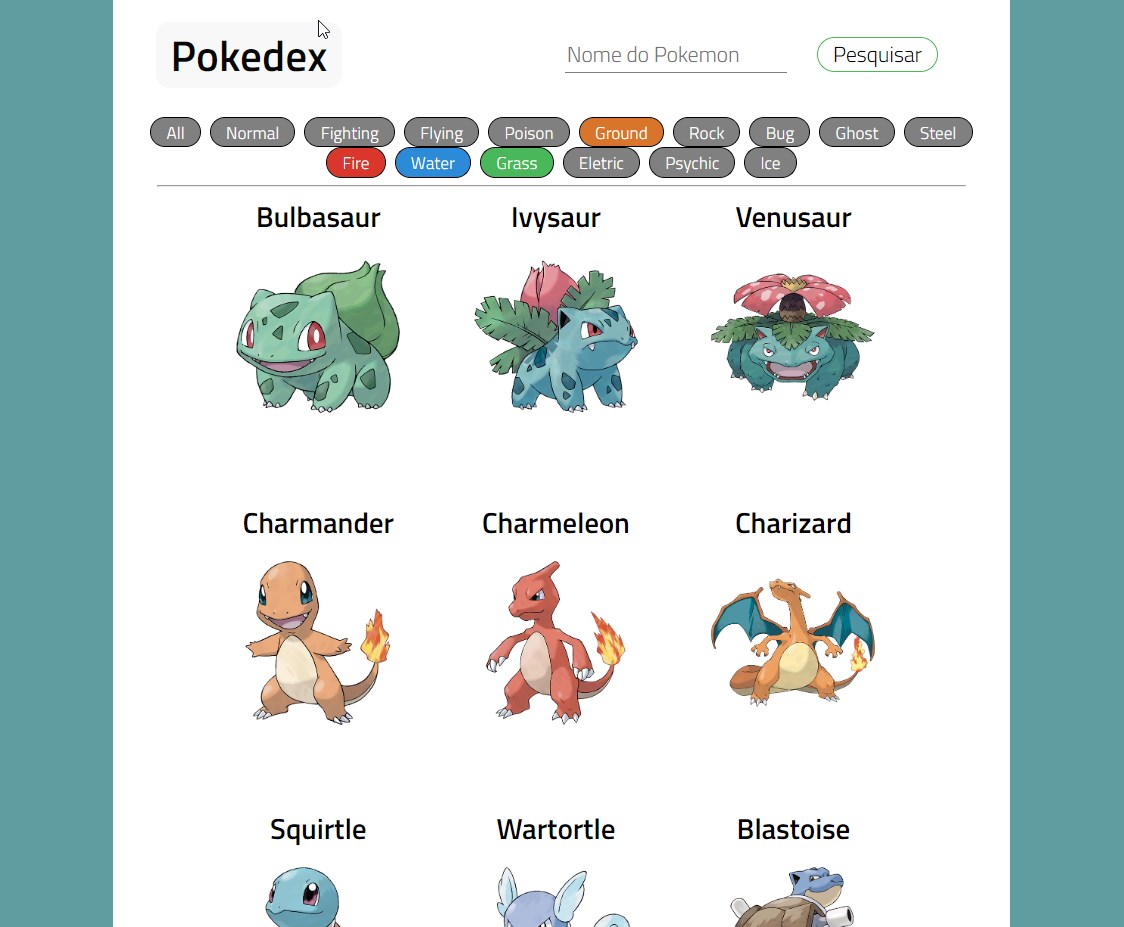 Pokedex
Nome do Pokemon Pesquisar
All Normal Fighting Flying Poison Ground Rock Bug Ghost Steel
Fire Water Grass Eletric Psychic Ice
Bulbasaur Ivysaur Venusaur
Charmander Charmeleon Charizard
Squirtle Wartortle Blastoise